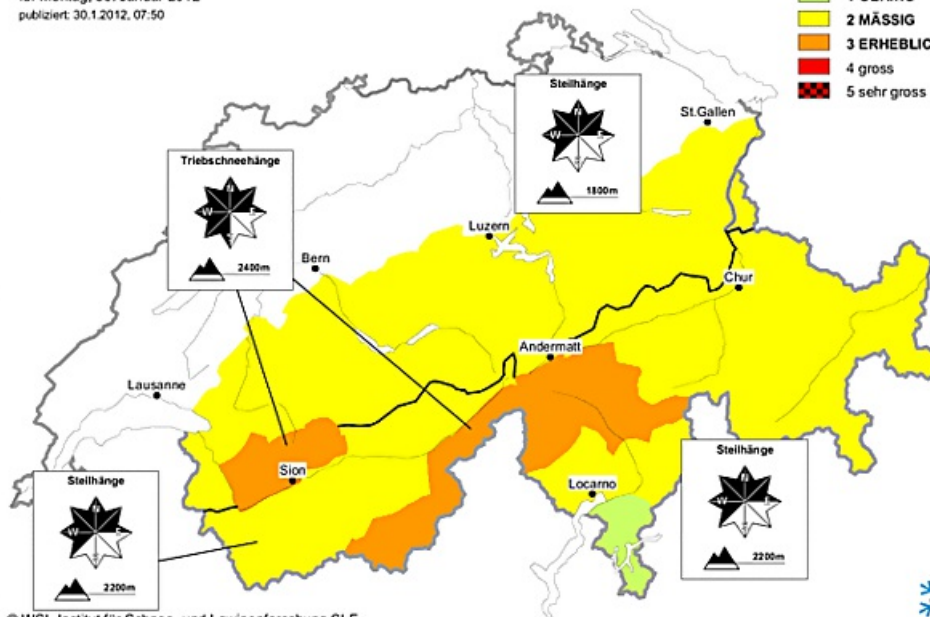 publiziert: 30.1.2012, 07:50
2 MÄSSIG
3 ERHEBLIC
4 gross
5 sehr gross
Steilhänge
N
W E
S
1800m
St.Gallen
Triebschneehänge
N
W E
S
2400m
Luzern
Bern
Chur
Andermatt
Lausanne
Sion
Locarno
Steilhänge
N
W E
S
2200m
Steilhänge
N
W E
S
2200m